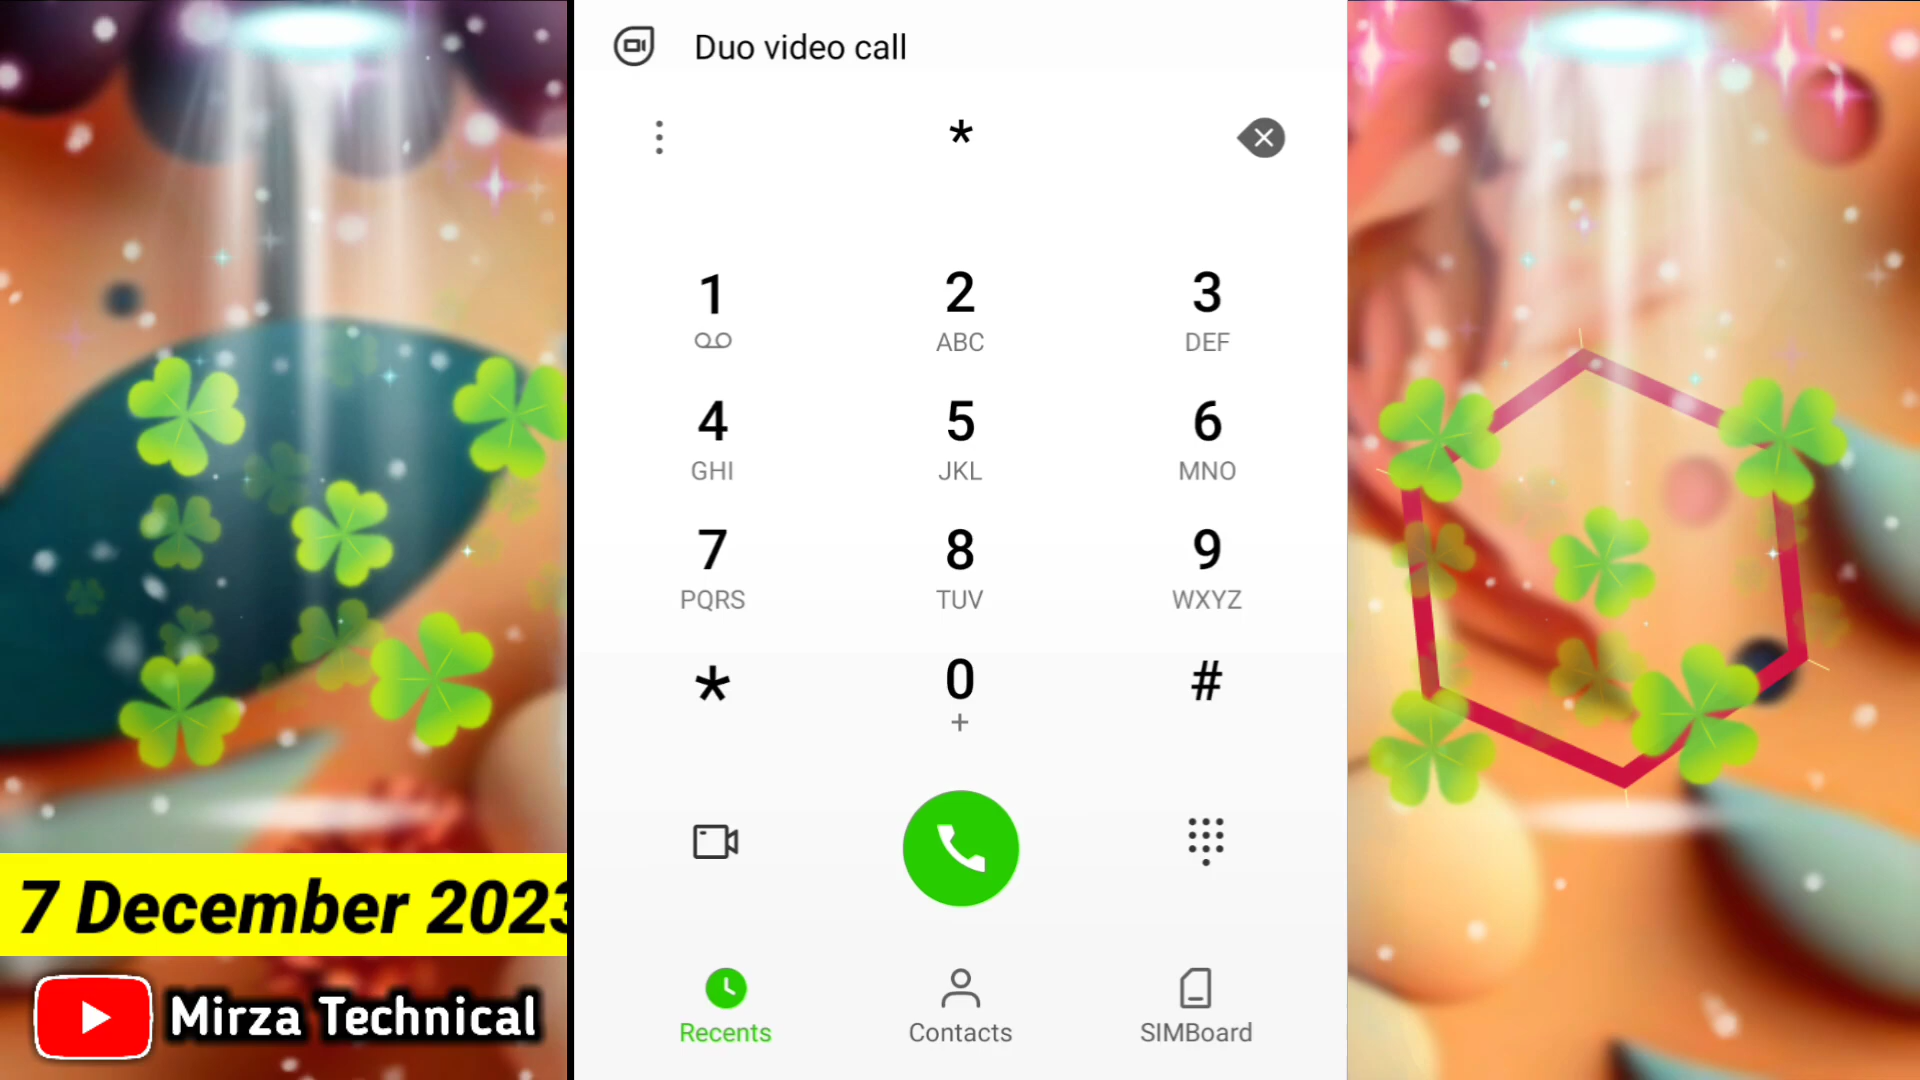 Duo video call
*
1
2
ABC
3
DEF
4
GHI
5
JKL
6
MNO
7
PQRS
8
TUV
9
WXYZ
*
0
+
#
Recents
Contacts
SIMBoard
7 December 2023
Mirza Technical